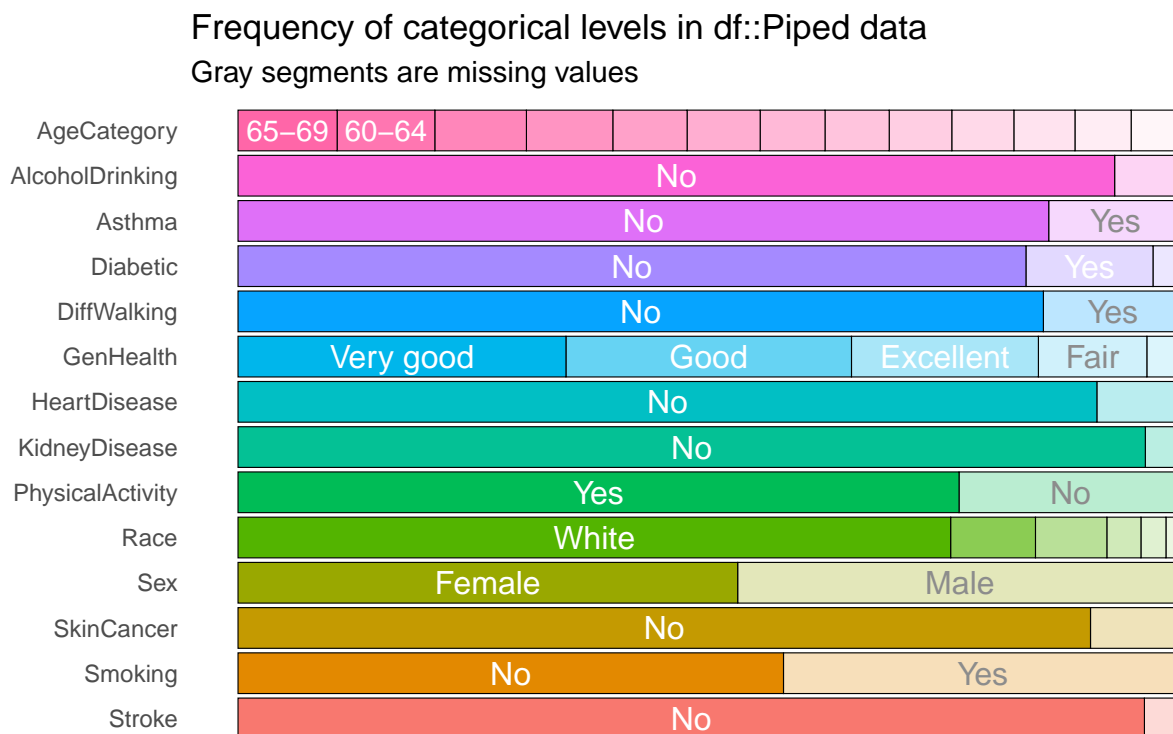 Frequency of categorical levels in df::Piped data
Gray segments are missing values
AgeCategory 65–69 60–64
AlcoholDrinking No
Asthma No Yes
Diabetic No Yes
DiffWalking No Yes
GenHealth Very good Good Excellent Fair
HeartDisease No
KidneyDisease No
PhysicalActivity Yes No
Race White
Sex Female Male
SkinCancer No
Smoking No Yes
Stroke No